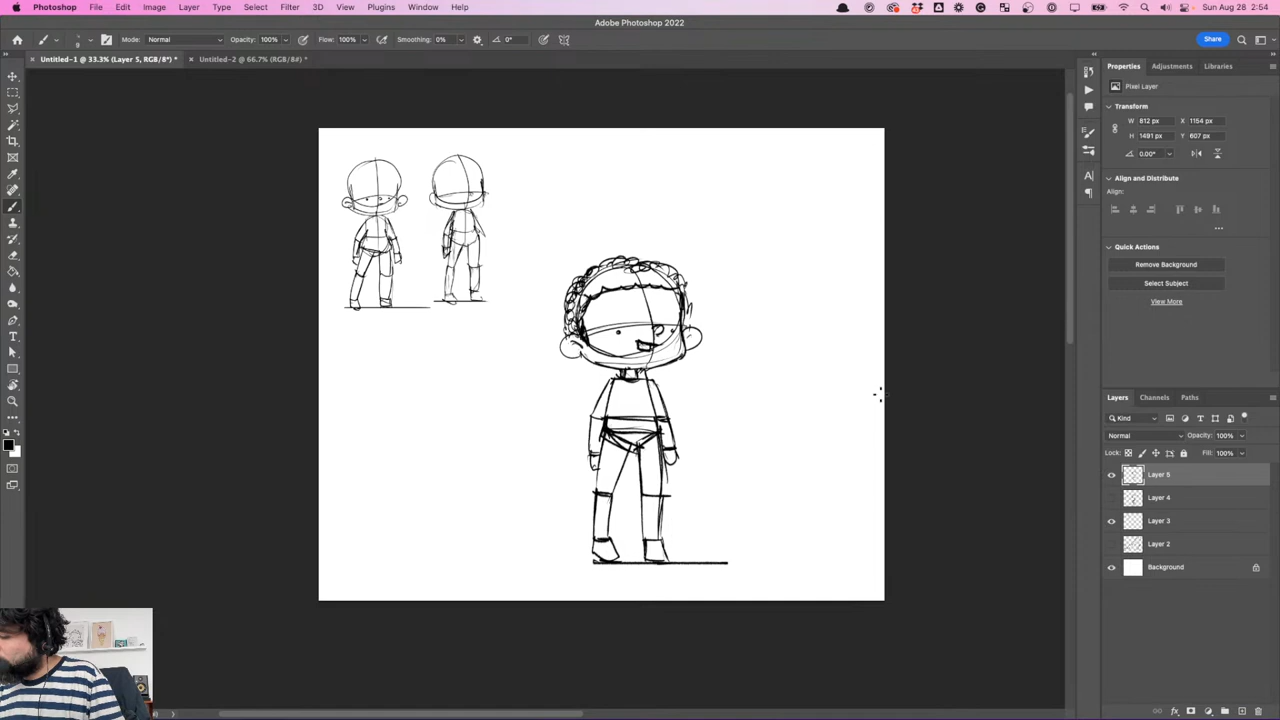 Photoshop File Edit Image Layer Type Select Filter 3D View Plugins Window Help Sun Aug 28 2:54
Adobe Photoshop 2022
Mode: Normal Opacity: 100% Flow: 100% Smoothing: 0% 0° Share
Untitled-1 @ 33.3% (Layer 5, RGB/8*) * Untitled-2 @ 66.7% (RGB/8#) *
Properties Adjustments Libraries
Pixel Layer
Transform
W 812 px X 1154 px
H 1491 px Y 607 px
0.00°
Align and Distribute
Align:
Quick Actions
Remove Background
Select Subject
View More
Layers Channels Paths
Kind
Normal Opacity: 100%
Lock: Fill: 100%
Layer 5
Layer 4
Layer 3
Layer 2
Background